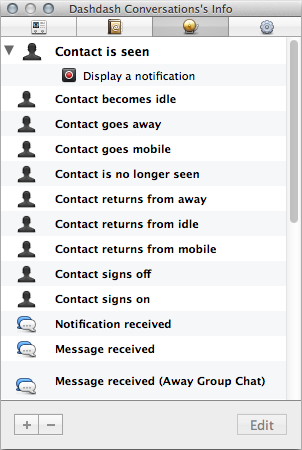 Dashdash Conversations's Info
Contact is seen
Display a notification
Contact becomes idle
Contact goes away
Contact goes mobile
Contact is no longer seen
Contact returns from away
Contact returns from idle
Contact returns from mobile
Contact signs off
Contact signs on
Notification received
Message received
Message received (Away Group Chat)
+ − Edit